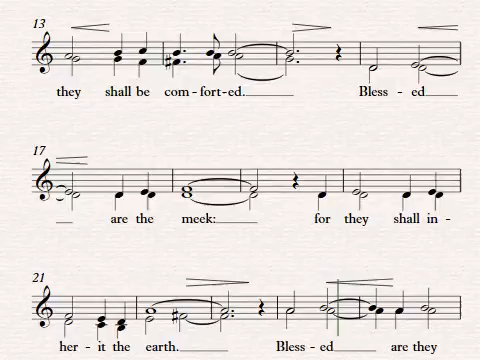 13
they shall be com-fort-ed. Bless - ed
17
are the meek: for they shall in -
21
her - it the earth. Bless - ed are they